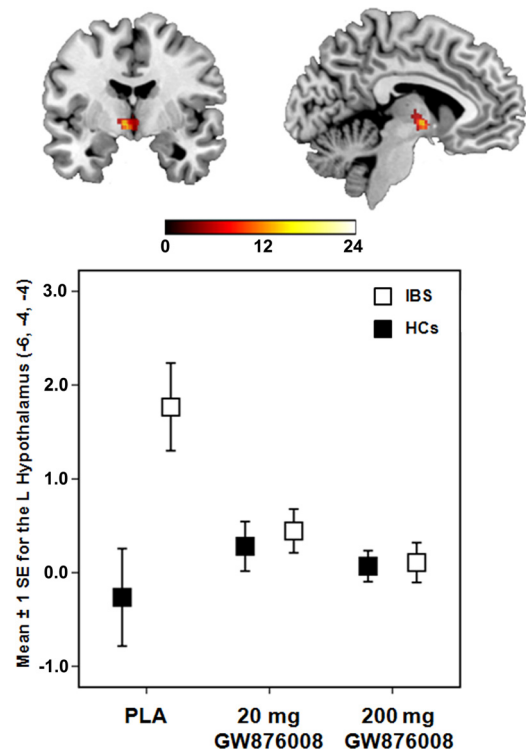 0 12 24
Mean ± 1 SE for the L Hypothalamus (-6, -4, -4)
3.0
2.0
1.0
0.0
-1.0
IBS
HCs
PLA 20 mg 200 mg
GW876008 GW876008